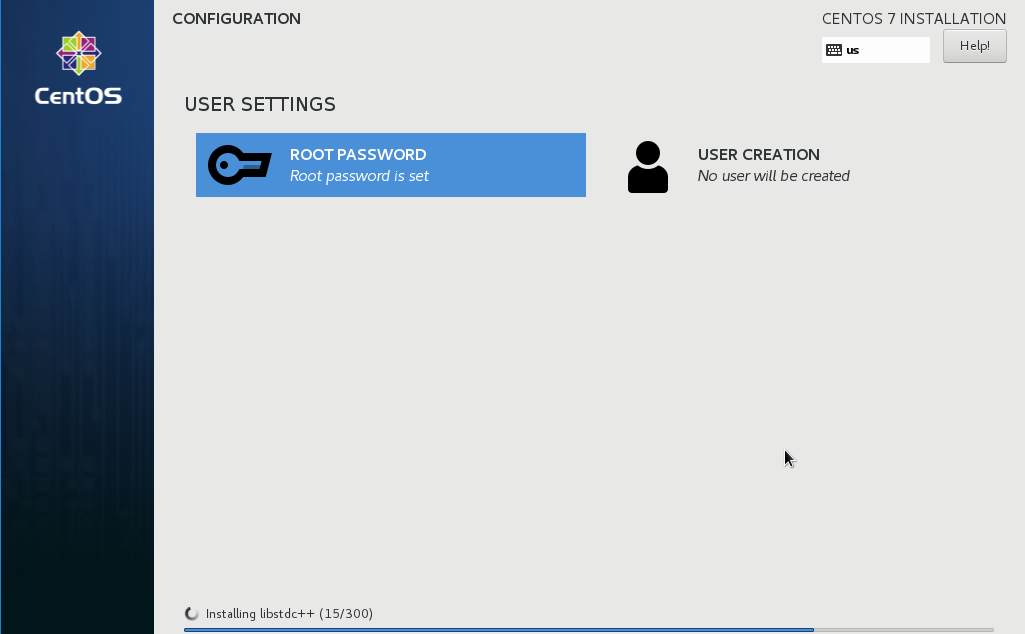 CONFIGURATION
CENTOS 7 INSTALLATION
us
Help!
CentOS
USER SETTINGS
ROOT PASSWORD
Root password is set
USER CREATION
No user will be created
Installing libstdc++ (15/300)